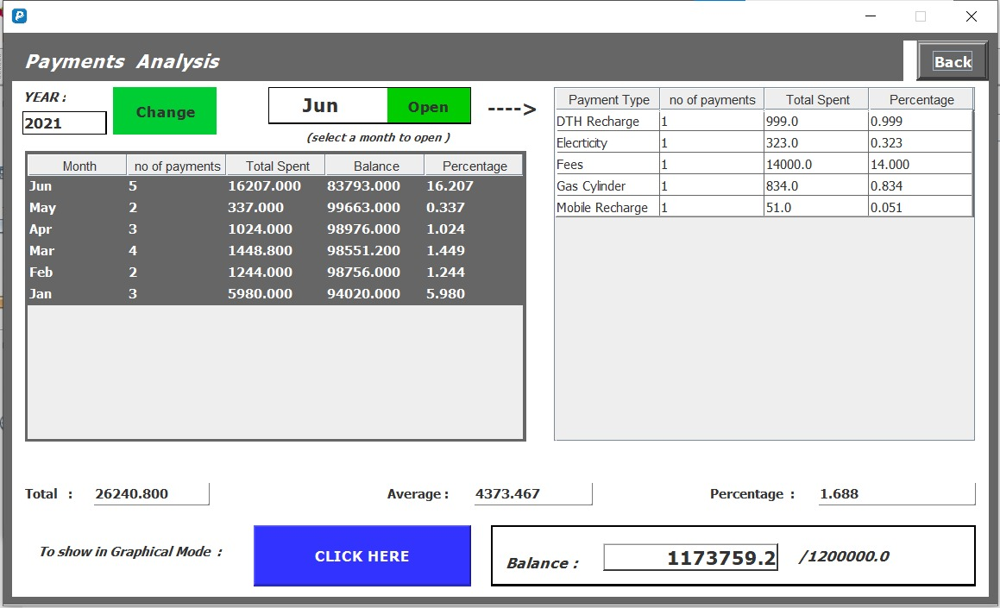 Payments Analysis
Back
YEAR :
2021
Change
Jun
Open
---->
(select a month to open )
Month no of payments Total Spent Balance Percentage
Jun 5 16207.000 83793.000 16.207
May 2 337.000 99663.000 0.337
Apr 3 1024.000 98976.000 1.024
Mar 4 1448.800 98551.200 1.449
Feb 2 1244.000 98756.000 1.244
Jan 3 5980.000 94020.000 5.980
Payment Type no of payments Total Spent Percentage
DTH Recharge 1 999.0 0.999
Elecrticity 1 323.0 0.323
Fees 1 14000.0 14.000
Gas Cylinder 1 834.0 0.834
Mobile Recharge 1 51.0 0.051
Total : 26240.800
Average : 4373.467
Percentage : 1.688
To show in Graphical Mode :
CLICK HERE
Balance : 1173759.2 /1200000.0